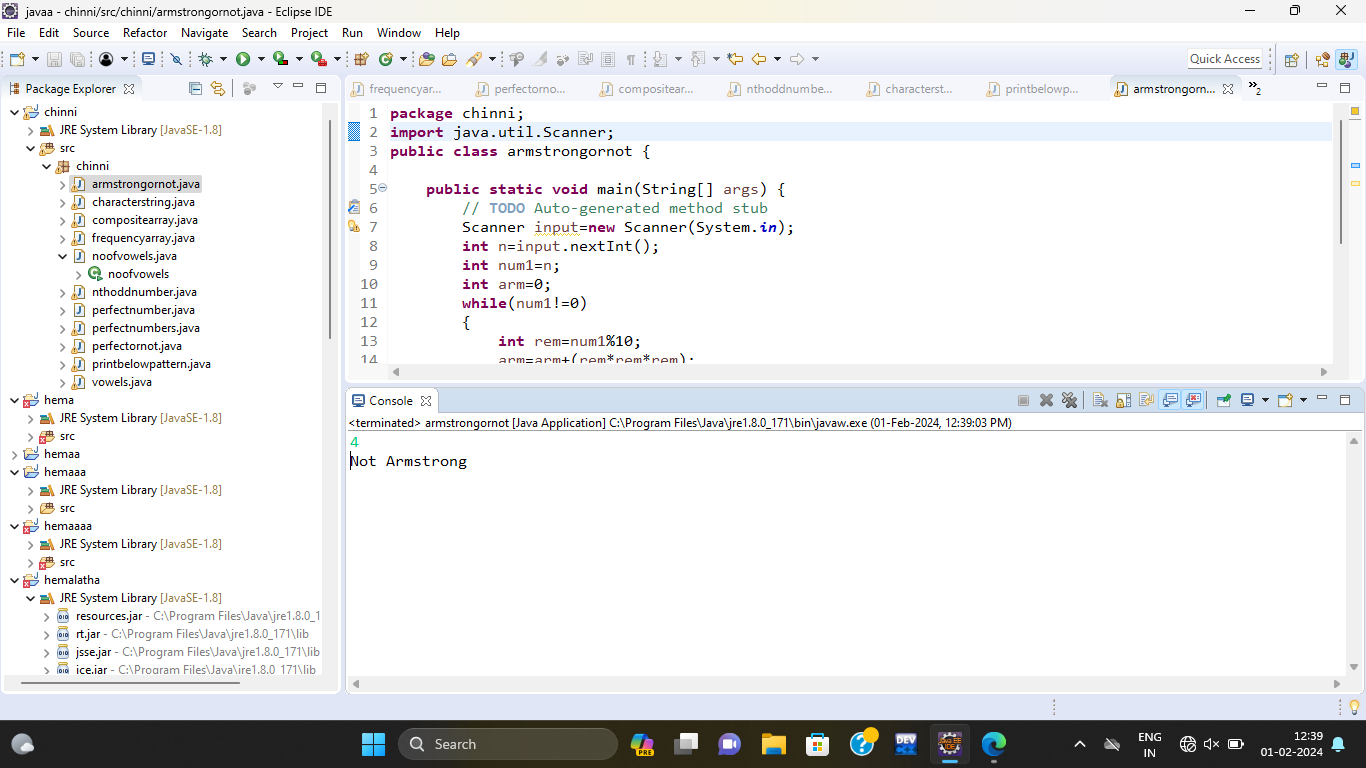 javaa - chinni/src/chinni/armstrongornot.java - Eclipse IDE
File Edit Source Refactor Navigate Search Project Run Window Help
Quick Access
Package Explorer
chinni
JRE System Library [JavaSE-1.8]
src
chinni
armstrongornot.java
characterstring.java
compositearray.java
frequencyarray.java
noofvowels.java
noofvowels
nthoddnumber.java
perfectnumber.java
perfectnumbers.java
perfectornot.java
printbelowpattern.java
vowels.java
hema
JRE System Library [JavaSE-1.8]
src
hemaa
hemaaa
JRE System Library [JavaSE-1.8]
src
hemaaaa
JRE System Library [JavaSE-1.8]
src
hemalatha
JRE System Library [JavaSE-1.8]
resources.jar - C:\Program Files\Java\jre1.8.0_1
rt.jar - C:\Program Files\Java\jre1.8.0_171\lib
jsse.jar - C:\Program Files\Java\jre1.8.0_171\lib
jce.jar - C:\Program Files\Java\jre1.8.0_171\lib
frequencyar... perfectorno... compositear... nthoddnumbe... characterst... printbelowp... armstrongorn... »2
1 package chinni;
2 import java.util.Scanner;
3 public class armstrongornot {
4
5 public static void main(String[] args) {
6 // TODO Auto-generated method stub
7 Scanner input=new Scanner(System.in);
8 int n=input.nextInt();
9 int num1=n;
10 int arm=0;
11 while(num1!=0)
12 {
13 int rem=num1%10;
14 arm=arm+(rem*rem*rem);
Console
<terminated> armstrongornot [Java Application] C:\Program Files\Java\jre1.8.0_171\bin\javaw.exe (01-Feb-2024, 12:39:03 PM)
4
Not Armstrong
Search
PRE
DEV
Java EE
IDE
ENG
IN
12:39
01-02-2024